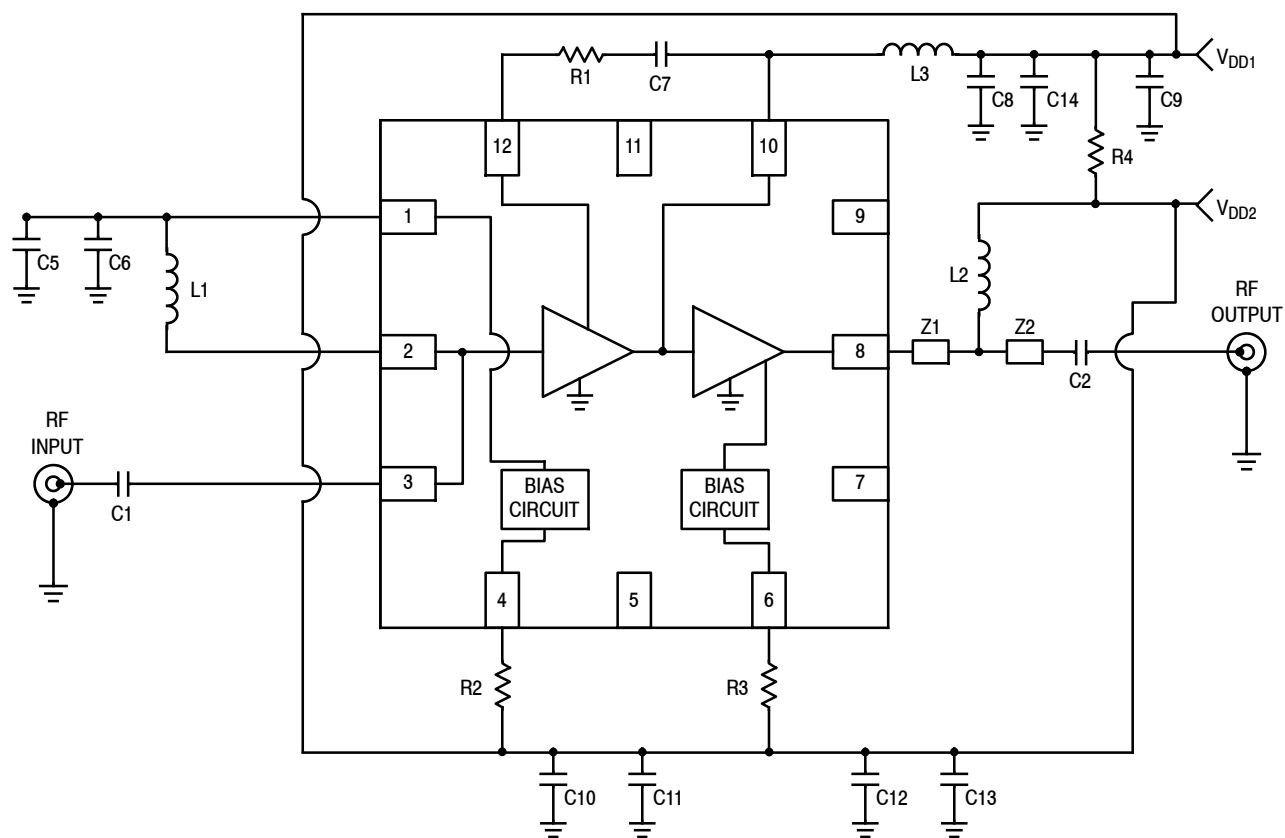 R1
C7
L3
C8
C14
C9
V_DD1
R4
12
11
10
1
9
V_DD2
C5
C6
L1
L2
RF
OUTPUT
2
8
Z1
Z2
C2
RF
INPUT
3
7
C1
BIAS
CIRCUIT
BIAS
CIRCUIT
4
5
6
R2
R3
C10
C11
C12
C13